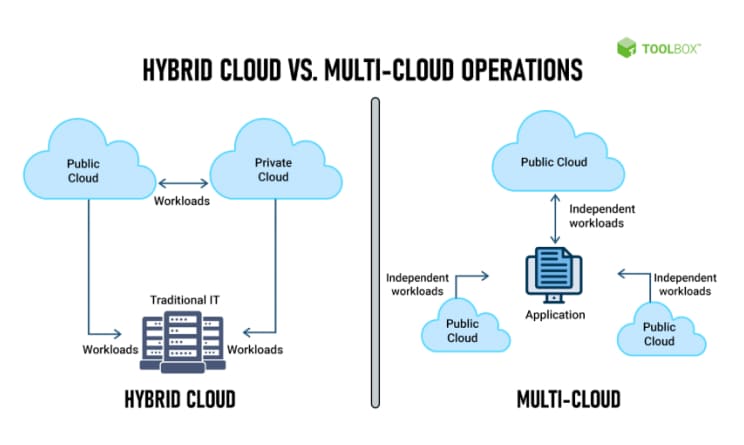 TOOLBOX™
HYBRID CLOUD VS. MULTI-CLOUD OPERATIONS
Public
Cloud
Private
Cloud
Workloads
Traditional IT
Workloads
Workloads
HYBRID CLOUD
Public Cloud
Independent
workloads
Independent
workloads
Independent
workloads
Application
Public
Cloud
Public
Cloud
MULTI-CLOUD